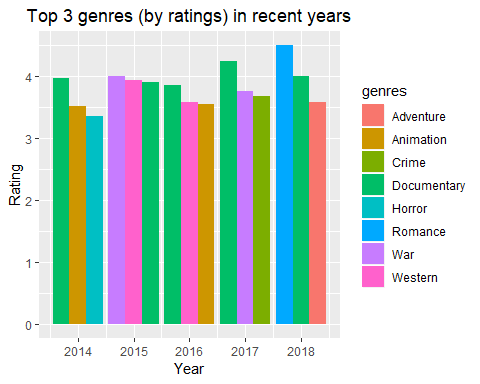 Top 3 genres (by ratings) in recent years
4
3
2
1
0
Rating
2014 2015 2016 2017 2018
Year
genres
Adventure
Animation
Crime
Documentary
Horror
Romance
War
Western